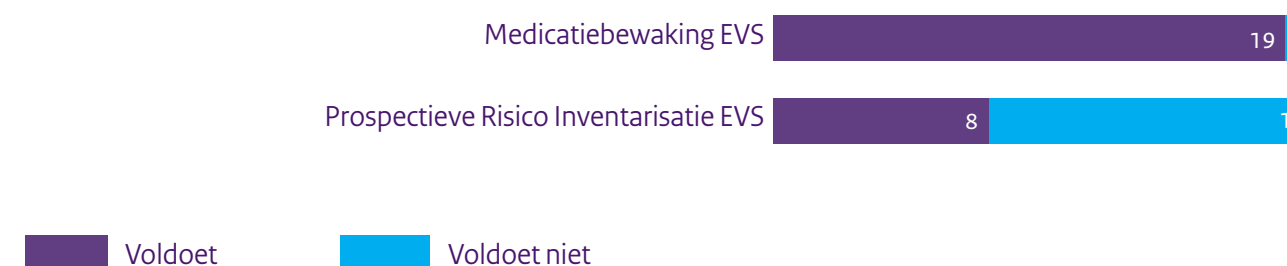 Medicatiebewaking EVS 19
Prospectieve Risico Inventarisatie EVS 8
Voldoet Voldoet niet